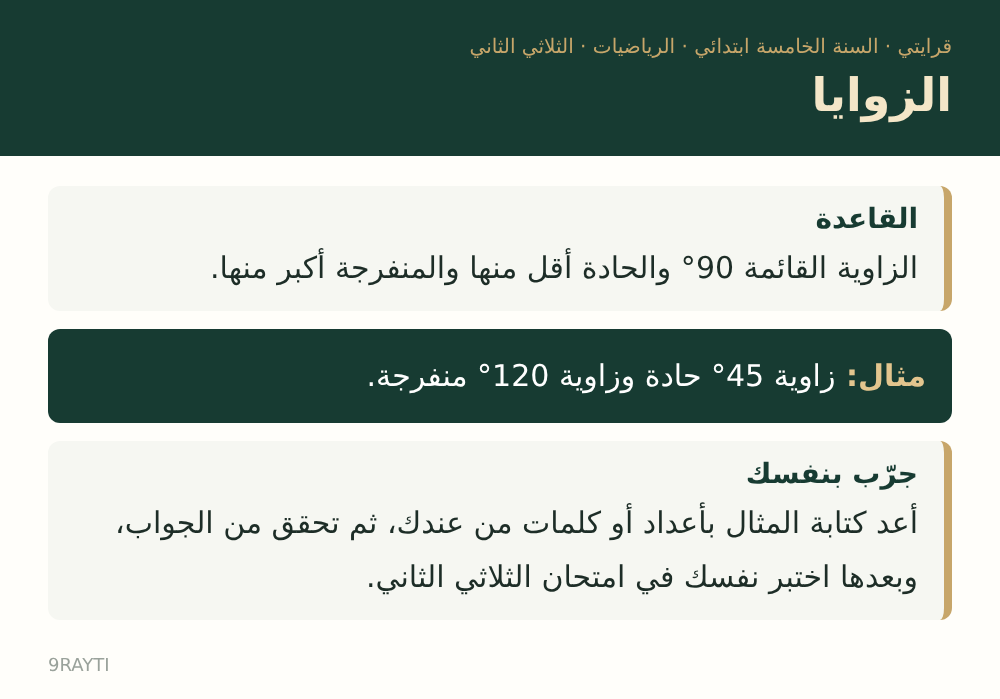 قرايتي · السنة الخامسة ابتدائي · الرياضيات · الثلاثي الثاني
الزوايا
القاعدة
الزاوية القائمة 90° والحادة أقل منها والمنفرجة أكبر منها.
مثال: زاوية 45° حادة وزاوية 120° منفرجة.
جرّب بنفسك
أعد كتابة المثال بأعداد أو كلمات من عندك، ثم تحقق من الجواب،
وبعدها اختبر نفسك في امتحان الثلاثي الثاني.
9RAYTI